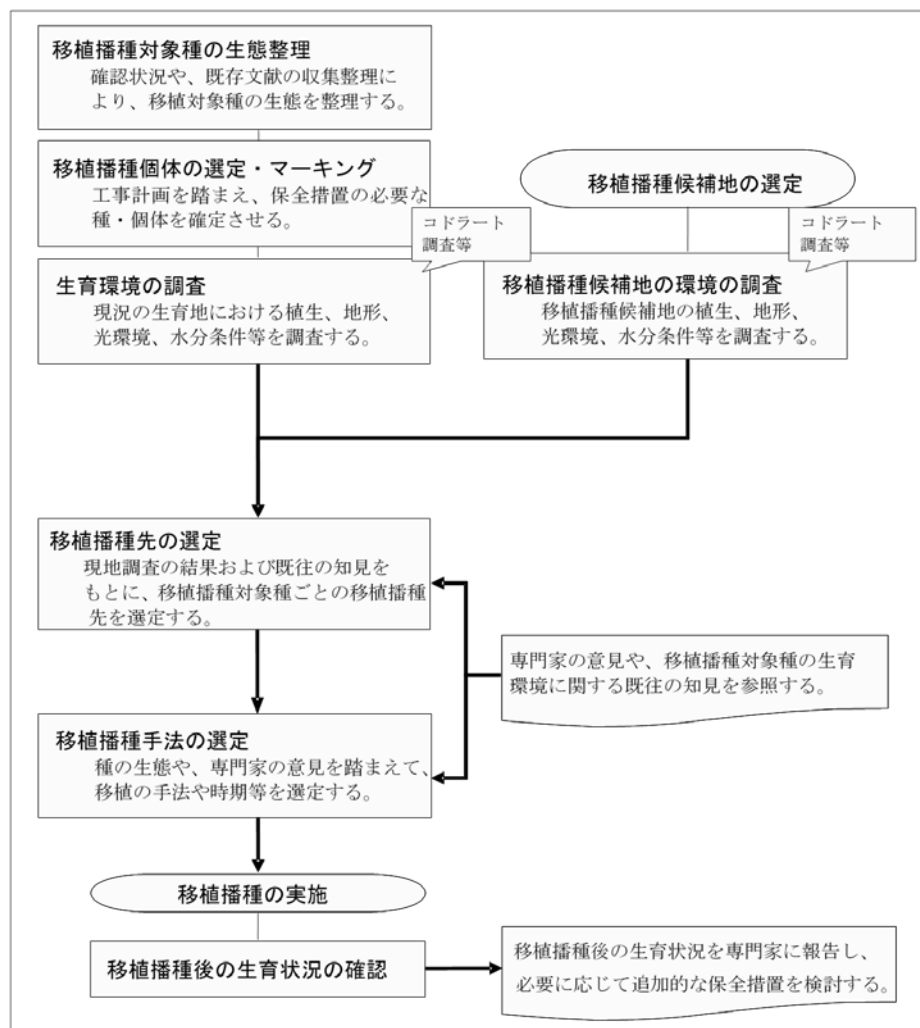 移植播種対象種の生態整理
確認状況や、既存文献の収集整理に
より、移植対象種の生態を整理する。
移植播種個体の選定・マーキング
工事計画を踏まえ、保全措置の必要な
種・個体を確定させる。
コドラート
調査等
生育環境の調査
現況の生育地における植生、地形、
光環境、水分条件等を調査する。
移植播種候補地の選定
コドラート
調査等
移植播種候補地の環境の調査
移植播種候補地の植生、地形、
光環境、水分条件等を調査する。
移植播種先の選定
現地調査の結果および既往の知見を
もとに、移植播種対象種ごとの移植播種
先を選定する。
専門家の意見や、移植播種対象種の生育
環境に関する既往の知見を参照する。
移植播種手法の選定
種の生態や、専門家の意見を踏まえて、
移植の手法や時期等を選定する。
移植播種の実施
移植播種後の生育状況の確認
移植播種後の生育状況を専門家に報告し、
必要に応じて追加的な保全措置を検討する。